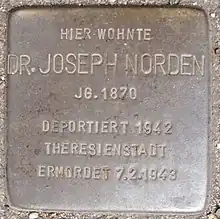 HIER WOHNTE
DR. JOSEPH NORDEN
JG. 1870
DEPORTIERT 1942
THERESIENSTADT
ERMORDET 7.2.1943